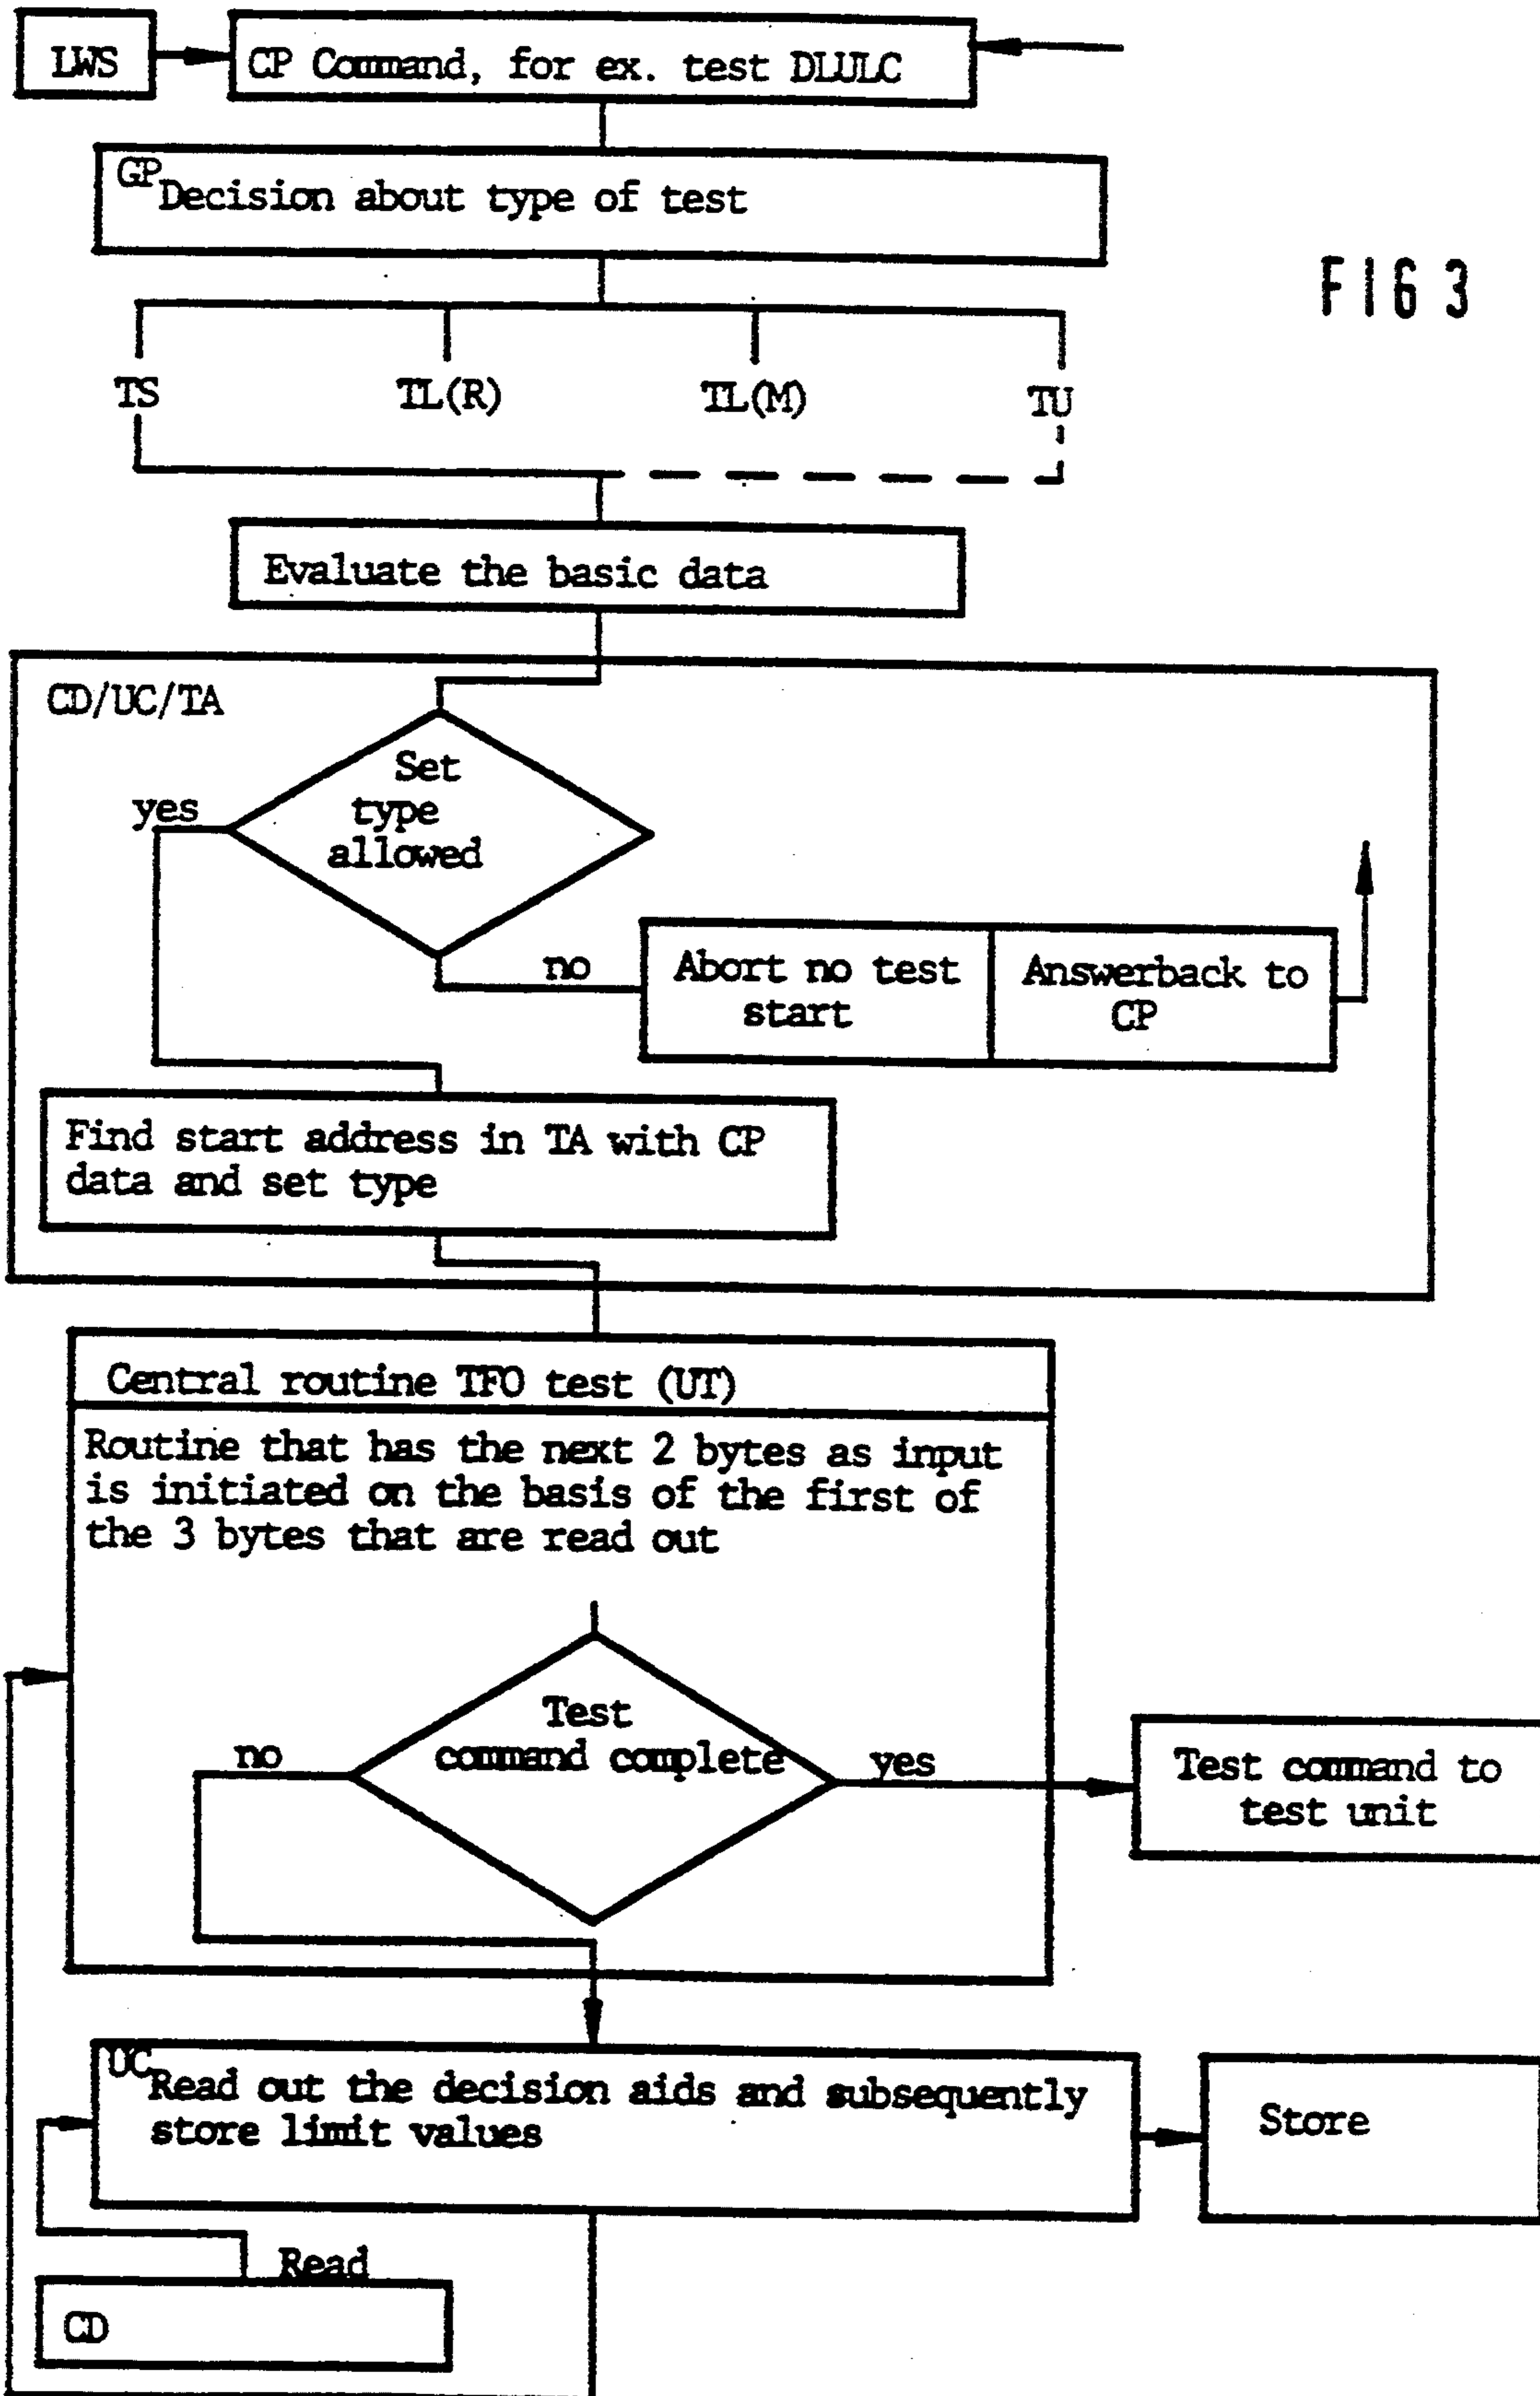 LWS
CP Command, for ex. test DLULC
GP
Decision about type of test
FIG 3
TS
TL(R)
TL(M)
TU
Evaluate the basic data
CD/UC/TA
Set
type
allowed
yes
no
Abort no test
start
Answerback to
CP
Find start address in TA with CP
data and set type
Central routine TFO test (UT)
Routine that has the next 2 bytes as input
is initiated on the basis of the first of
the 3 bytes that are read out
Test
command complete
no
yes
Test command to
test unit
UC
Read out the decision aids and subsequently
store limit values
Store
Read
CD